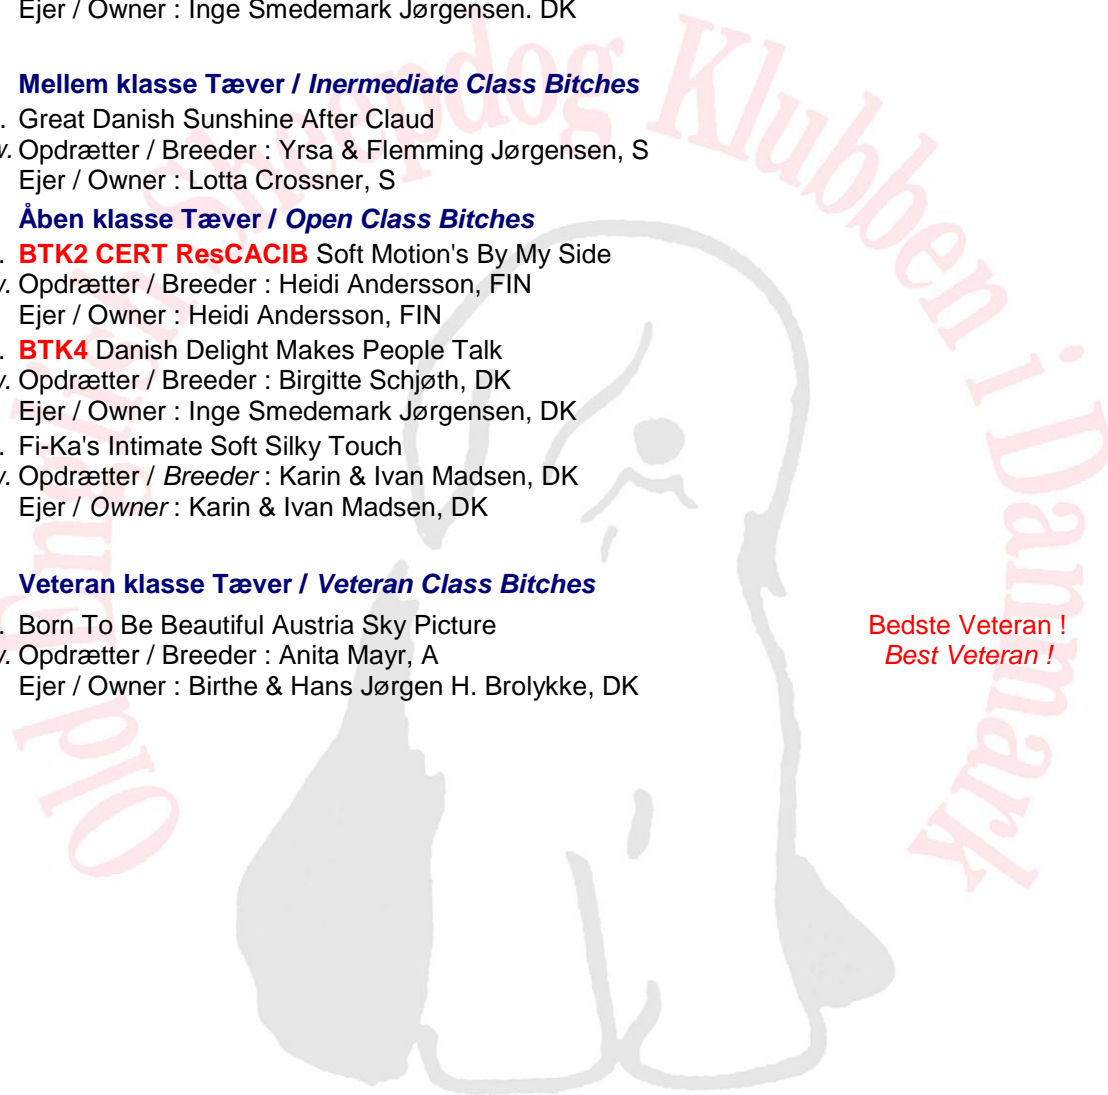 Ejer / Owner : Inge Smedemark Jørgensen. DK
Mellem klasse Tæver / Inermediate Class Bitches
. Great Danish Sunshine After Claud
Opdrætter / Breeder : Yrsa & Flemming Jørgensen, S
Ejer / Owner : Lotta Crossner, S
Åben klasse Tæver / Open Class Bitches
. BTK2 CERT ResCACIB Soft Motion's By My Side
Opdrætter / Breeder : Heidi Andersson, FIN
Ejer / Owner : Heidi Andersson, FIN
. BTK4 Danish Delight Makes People Talk
Opdrætter / Breeder : Birgitte Schjøth, DK
Ejer / Owner : Inge Smedemark Jørgensen, DK
. Fi-Ka's Intimate Soft Silky Touch
Opdrætter / Breeder : Karin & Ivan Madsen, DK
Ejer / Owner : Karin & Ivan Madsen, DK
Veteran klasse Tæver / Veteran Class Bitches
. Born To Be Beautiful Austria Sky Picture
Bedste Veteran !
Opdrætter / Breeder : Anita Mayr, A
Best Veteran !
Ejer / Owner : Birthe & Hans Jørgen H. Brolykke, DK
Old English Sheepdog Klubben i Danmark